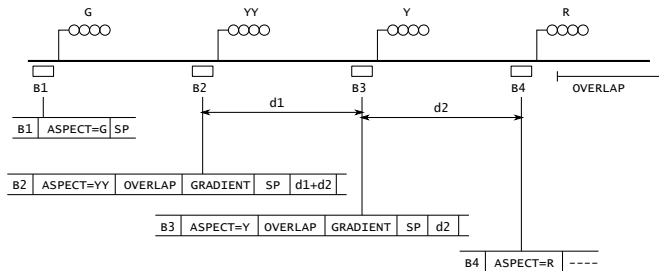 G YY Y R
B1 B2 B3 B4 OVERLAP
d1 d2
B1 ASPECT=G SP
B2 ASPECT=YY OVERLAP GRADIENT SP d1+d2
B3 ASPECT=Y OVERLAP GRADIENT SP d2
B4 ASPECT=R ----